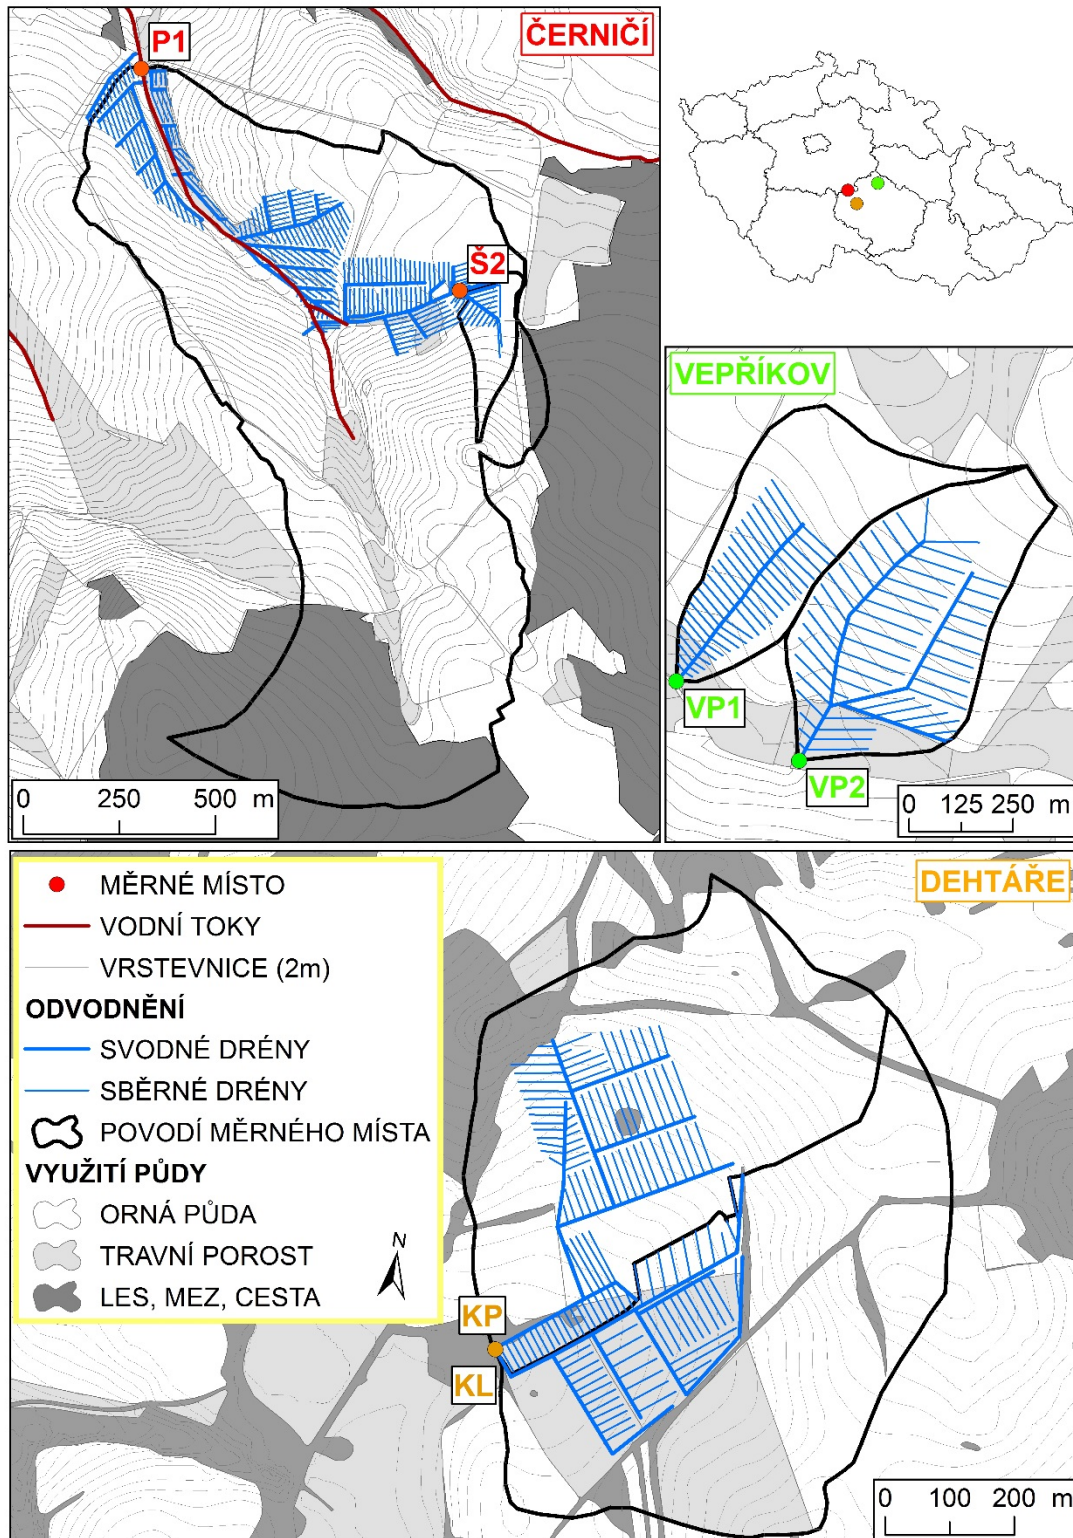 ČERNIČÍ
P1
Š2
0 250 500 m
VEPŘÍKOV
VP1
VP2
0 125 250 m
DEHTÁŘE
MĚRNÉ MÍSTO
VODNÍ TOKY
VRSTEVNICE (2m)
ODVODNĚNÍ
SVODNÉ DRÉNY
SBĚRNÉ DRÉNY
POVODÍ MĚRNÉHO MÍSTA
VYUŽITÍ PŮDY
ORNÁ PŮDA
TRAVNÍ POROST
LES, MEZ, CESTA
N
KP
KL
0 100 200 m